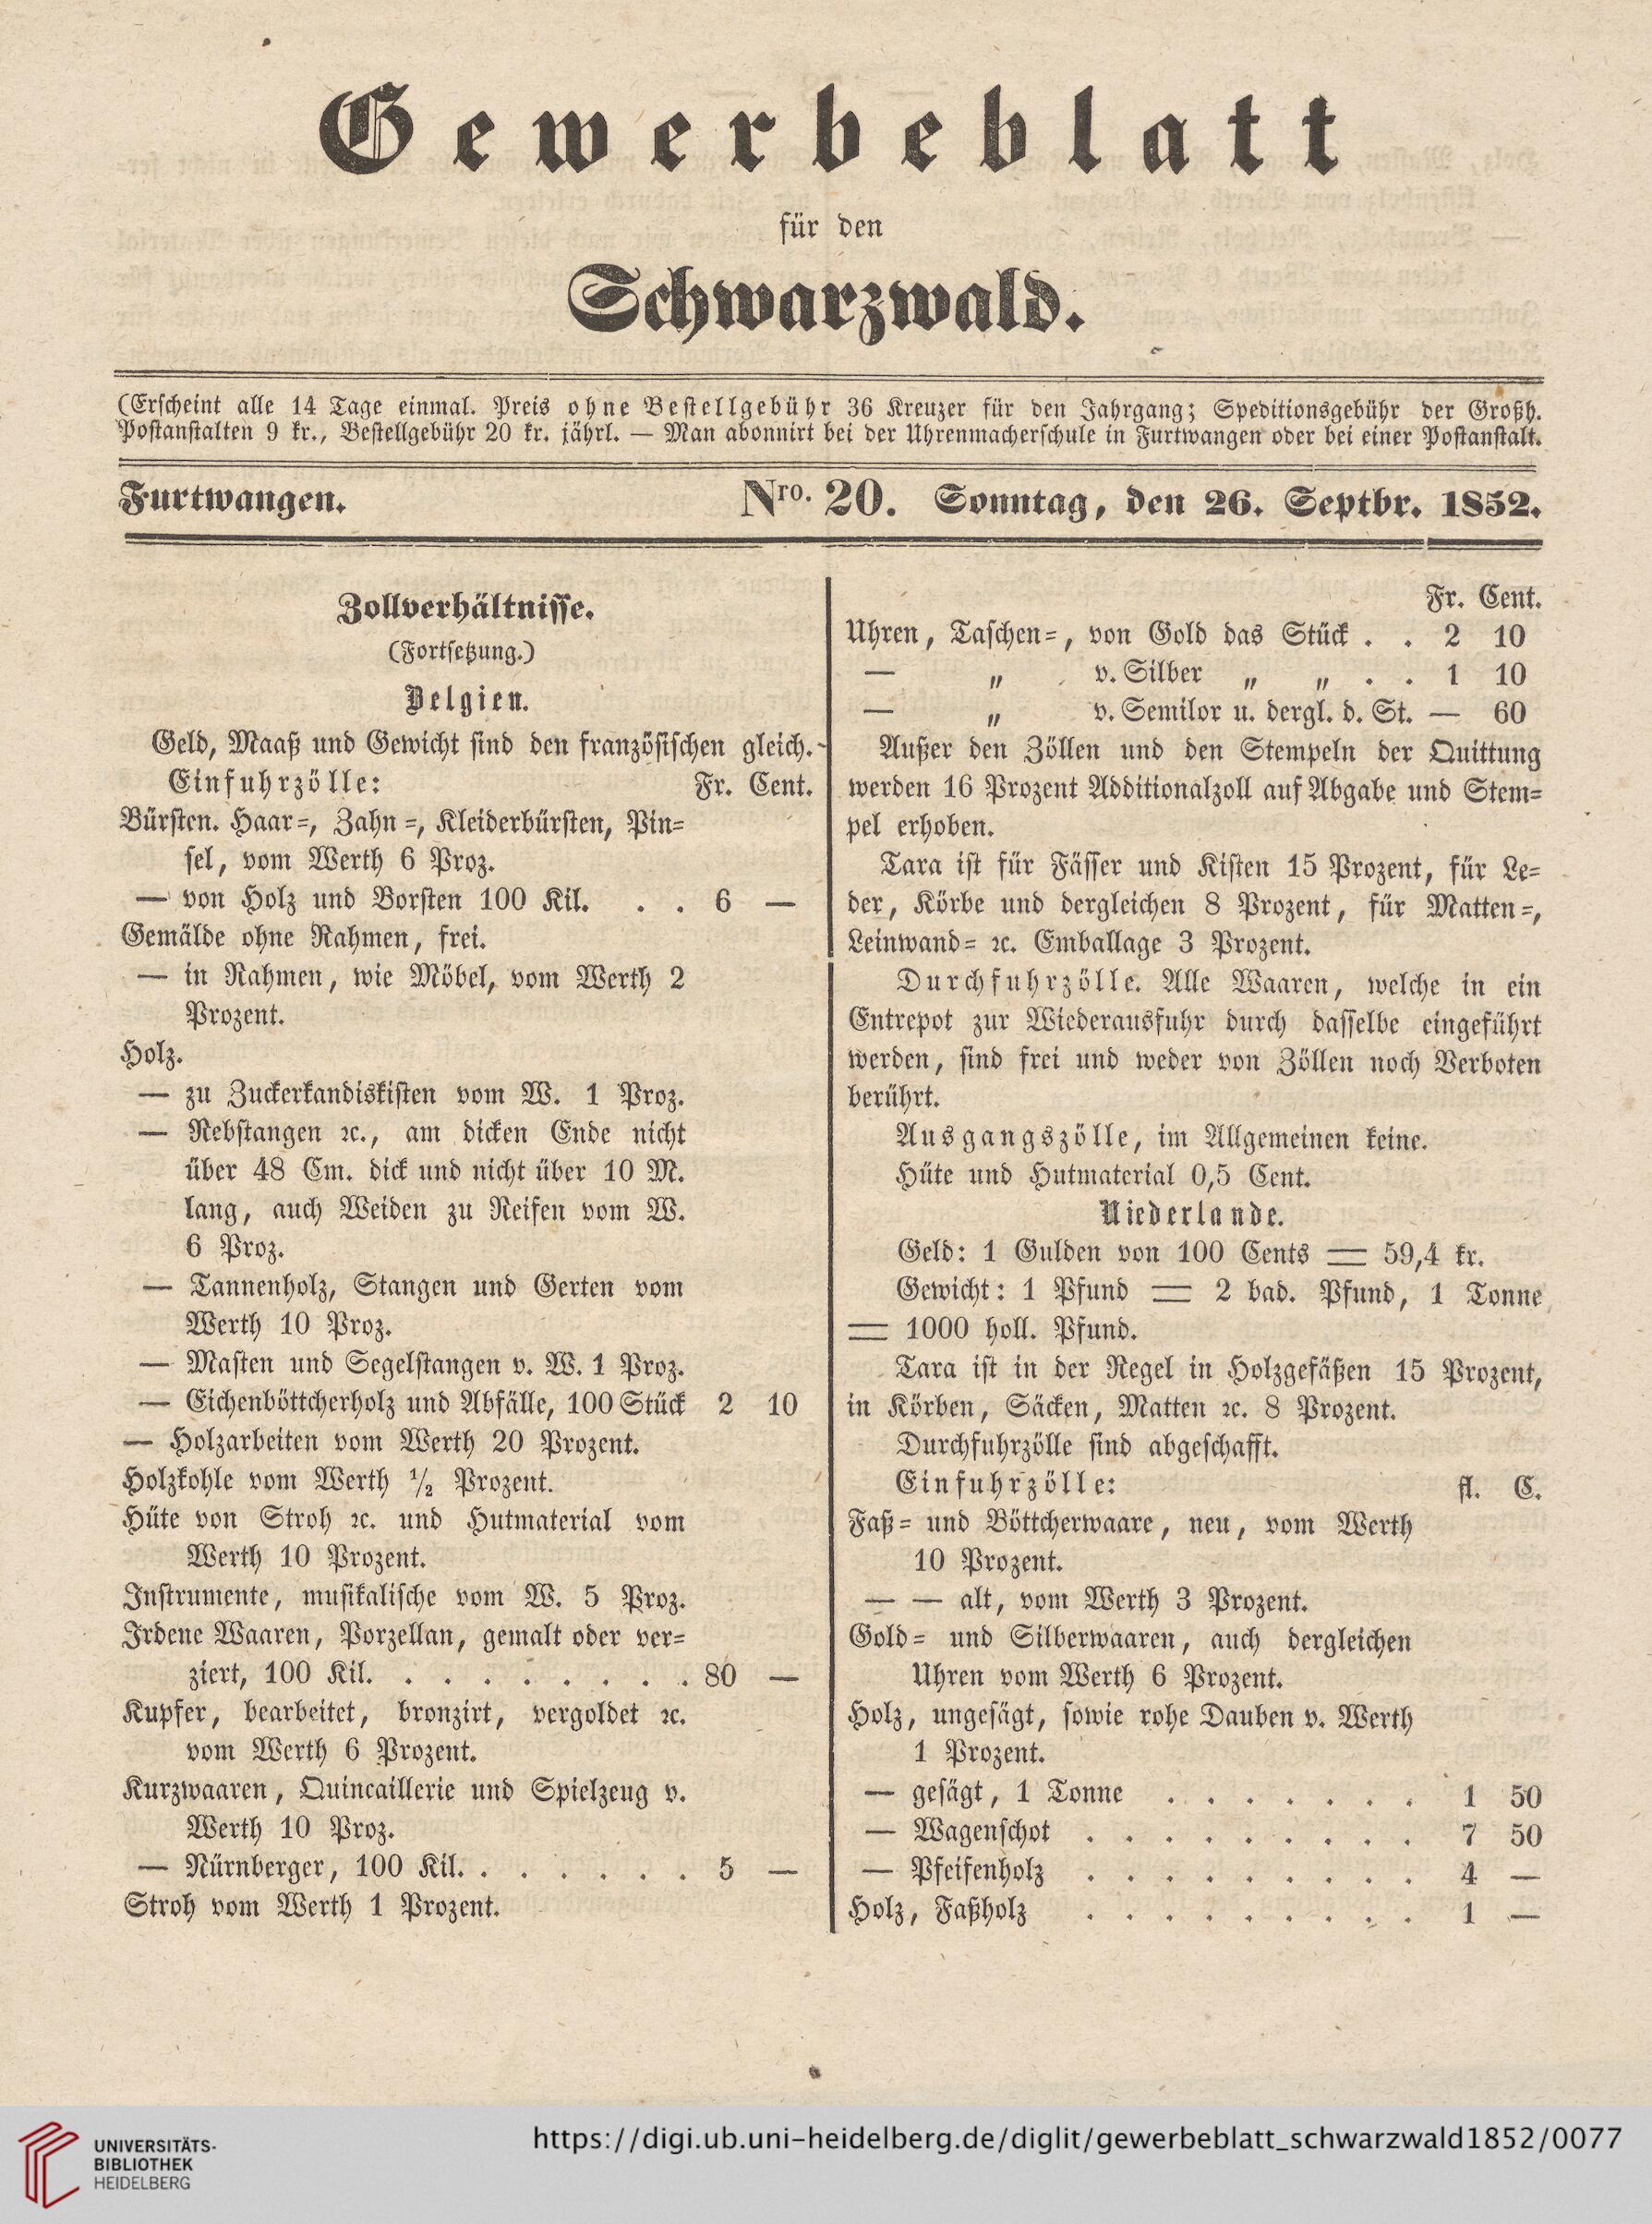 Gewerbeblatt
für den
Schwarzwald.
(Erscheint alle 14 Tage einmal. Preis ohne Bestellgebühr 36 Kreuzer für den Jahrgang; Speditionsgebühr der Großh.
Postanstalten 9 kr., Bestellgebühr 20 kr. jährl. — Man abonnirt bei der Uhrenmacherschule in Furtwangen oder bei einer Postanstalt.
Furtwangen. Nro. 20. Sonntag, den 26. Septbr. 1852.
Zollverhältnisse.
(Fortsetzung.)
Belgien.
Geld, Maaß und Gewicht sind den französischen gleich.
Einfuhrzölle: Fr. Cent.
Bürsten. Haar=, Zahn=, Kleiderbürsten, Pin=
sel, vom Werth 6 Proz.
— von Holz und Borsten 100 Kil. . . 6 —
Gemälde ohne Rahmen, frei.
— in Rahmen, wie Möbel, vom Werth 2
Prozent.
Holz.
— zu Zuckerkandiskisten vom W. 1 Proz.
— Rebstangen ꝛc., am dicken Ende nicht
über 48 Cm. dick und nicht über 10 M.
lang, auch Weiden zu Reifen vom W.
6 Proz.
— Tannenholz, Stangen und Gerten vom
Werth 10 Proz.
— Masten und Segelstangen v. W. 1 Proz.
— Eichenböttcherholz und Abfälle, 100 Stück 2 10
— Holzarbeiten vom Werth 20 Prozent.
Holzkohle vom Werth ½ Prozent.
Hüte von Stroh ꝛc. und Hutmaterial vom
Werth 10 Prozent.
Instrumente, musikalische vom W. 5 Proz.
Irdene Waaren, Porzellan, gemalt oder ver=
ziert, 100 Kil. . . . . . . . . 80 —
Kupfer, bearbeitet, bronzirt, vergoldet ꝛc.
vom Werth 6 Prozent.
Kurzwaaren, Quincaillerie und Spielzeug v.
Werth 10 Proz.
— Nürnberger, 100 Kil. . . . . . . 5 —
Stroh vom Werth 1 Prozent.
Fr. Cent.
Uhren, Taschen=, von Gold das Stück . . 2 10
— „ v. Silber „ „ . . 1 10
— „ v. Semilor u. dergl. d. St. — 60
Außer den Zöllen und den Stempeln der Quittung
werden 16 Prozent Additionalzoll auf Abgabe und Stem=
pel erhoben.
Tara ist für Fässer und Kisten 15 Prozent, für Le=
der, Körbe und dergleichen 8 Prozent, für Matten=,
Leinwand= ꝛc. Emballage 3 Prozent.
Durchfuhrzölle. Alle Waaren, welche in ein
Entrepot zur Wiederausfuhr durch dasselbe eingeführt
werden, sind frei und weder von Zöllen noch Verboten
berührt.
Ausgangszölle, im Allgemeinen keine.
Hüte und Hutmaterial 0,5 Cent.
Niederlande.
Geld: 1 Gulden von 100 Cents = 59,4 kr.
Gewicht: 1 Pfund = 2 bad. Pfund, 1 Tonne
= 1000 holl. Pfund.
Tara ist in der Regel in Holzgefäßen 15 Prozent,
in Körben, Säcken, Matten ꝛc. 8 Prozent.
Durchfuhrzölle sind abgeschafft.
Einfuhrzölle: fl. C.
Faß= und Böttcherwaare, neu, vom Werth
10 Prozent.
— — alt, vom Werth 3 Prozent.
Gold= und Silberwaaren, auch dergleichen
Uhren vom Werth 6 Prozent.
Holz, ungesägt, sowie rohe Dauben v. Werth
1 Prozent.
— gesägt, 1 Tonne . . . . . . . 1 50
— Wagenschot . . . . . . . . . 7 50
— Pfeifenholz . . . . . . . . . 4 —
Holz, Faßholz . . . . . . . . . 1 —
UNIVERSITÄTS-
BIBLIOTHEK
HEIDELBERG
https://digi.ub.uni-heidelberg.de/diglit/gewerbeblatt_schwarzwald1852/0077